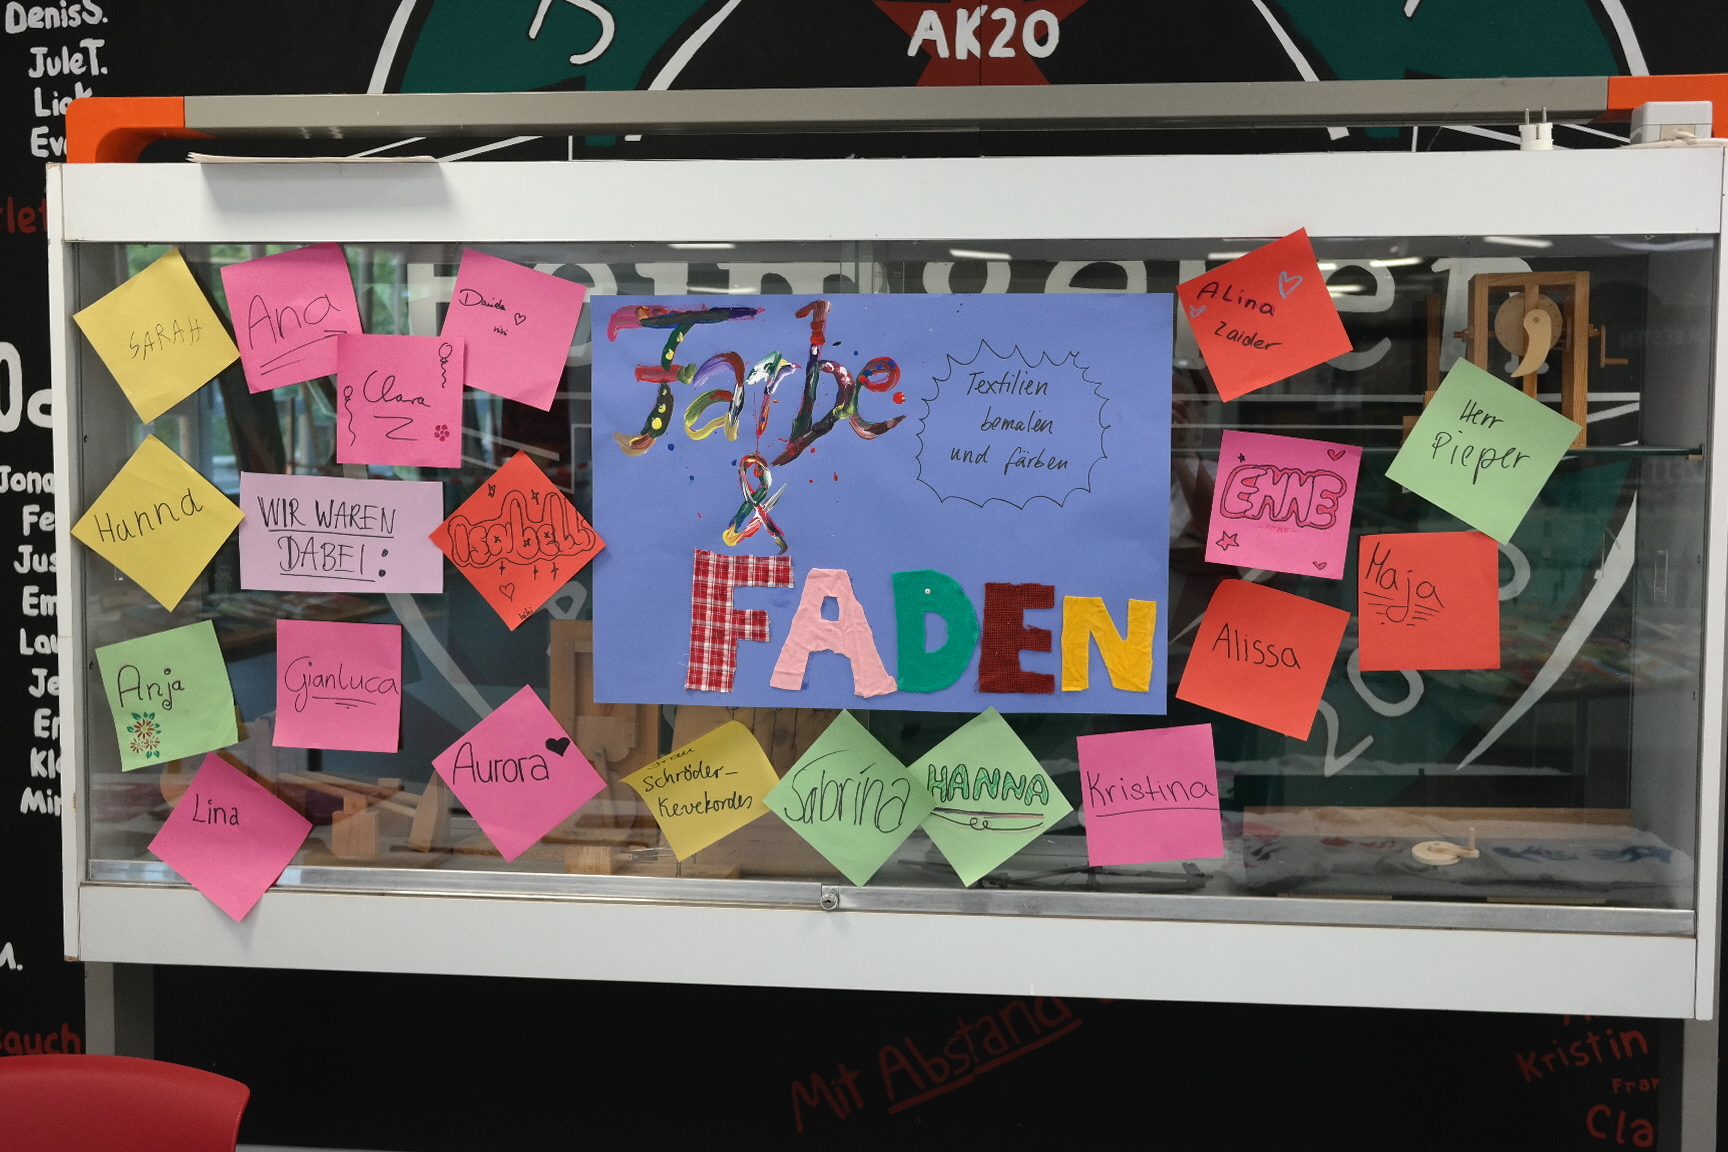 DenisS.
JuleT.
AK20
SARAH
Ana
Clara
Hanna
WIR WAREN
DABEI:
Isabell
Anja
Gianluca
Lina
Aurora
Farbe
&
FADEN
Textilien
bemalen
und färben
Schröder-
Kevekordes
Sabrina
HANNA
Kristina
ALina
Zaider
EMME
Herr
Pieper
Maja
Alissa
Mit Abstand
Kristin